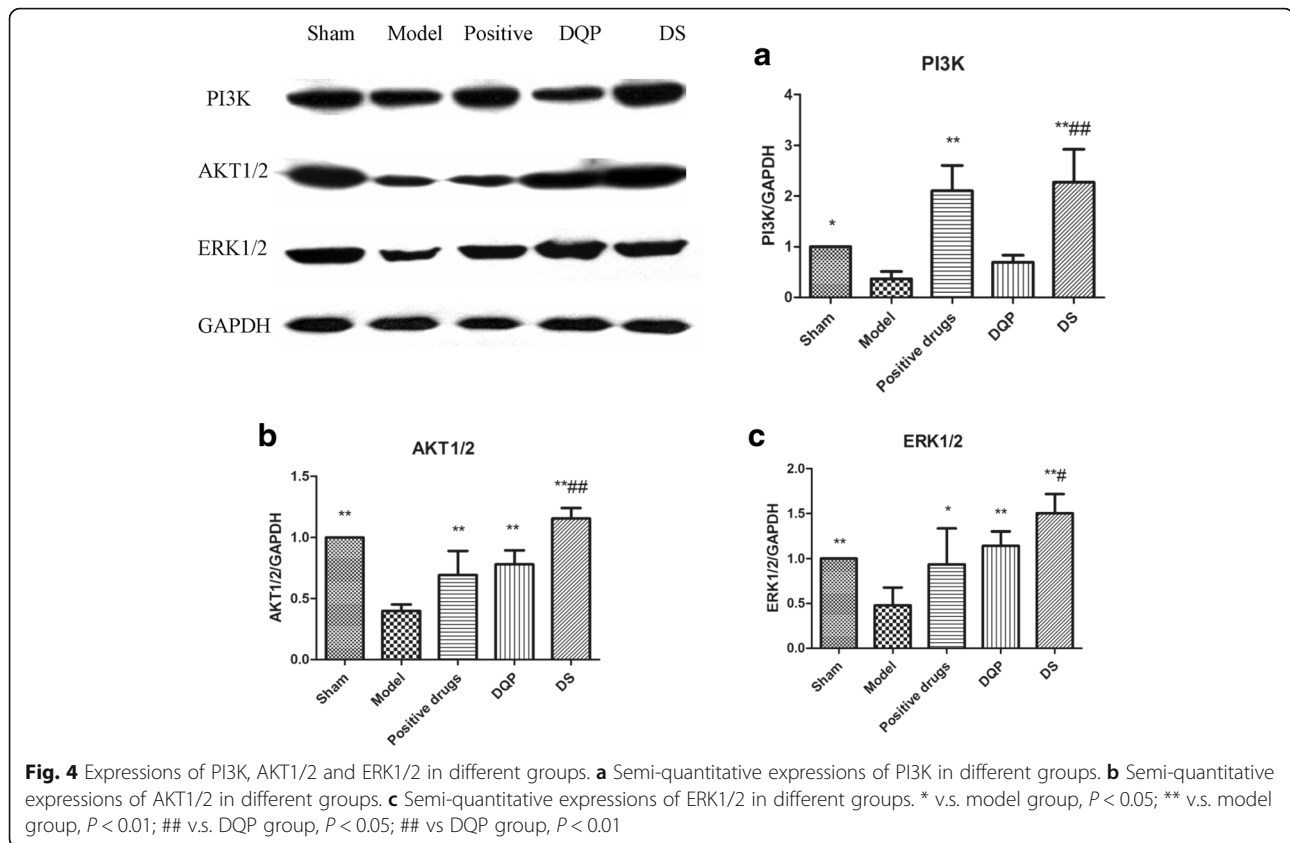 Sham Model Positive DQP DS
PI3K
AKT1/2
ERK1/2
GAPDH
a
PI3K
PI3K/GAPDH
4
3
2
1
0
*
**
**##
Sham
Model
Positive drugs
DQP
DS
b
AKT1/2
AKT1/2/GAPDH
1.5
1.0
0.5
0.0
**
**
**
**##
Sham
Model
Positive drugs
DQP
DS
c
ERK1/2
ERK1/2/GAPDH
2.0
1.5
1.0
0.5
0.0
**
*
**
**#
Sham
Model
Positive drugs
DQP
DS
Fig. 4 Expressions of PI3K, AKT1/2 and ERK1/2 in different groups. a Semi-quantitative expressions of PI3K in different groups. b Semi-quantitative
expressions of AKT1/2 in different groups. c Semi-quantitative expressions of ERK1/2 in different groups. * v.s. model group, P < 0.05; ** v.s. model
group, P < 0.01; ## v.s. DQP group, P < 0.05; ## vs DQP group, P < 0.01